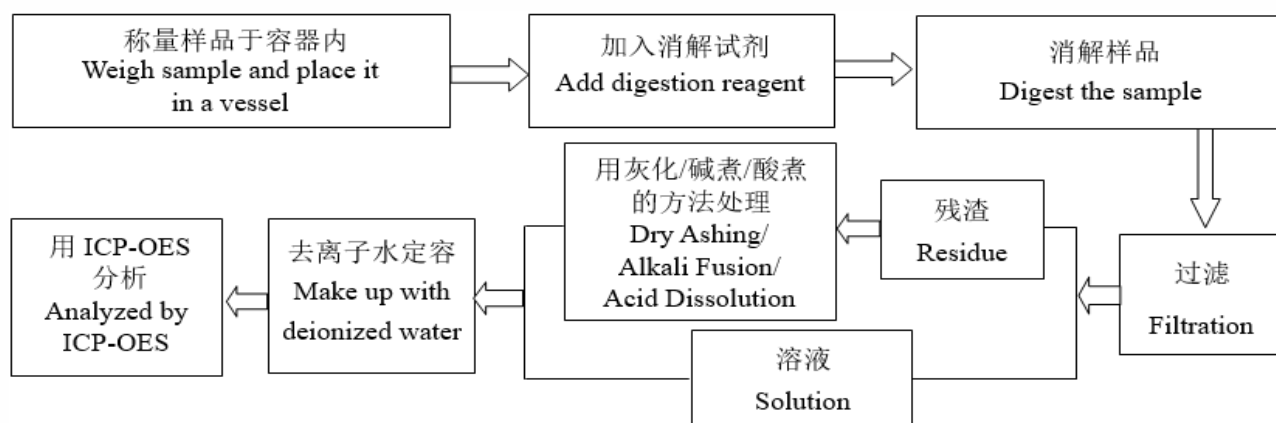 称量样品于容器内
Weigh sample and place it
in a vessel
加入消解试剂
Add digestion reagent
消解样品
Digest the sample
过滤
Filtration
残渣
Residue
用灰化/碱煮/酸煮
的方法处理
Dry Ashing/
Alkali Fusion/
Acid Dissolution
溶液
Solution
去离子水定容
Make up with
deionized water
用 ICP-OES
分析
Analyzed by
ICP-OES